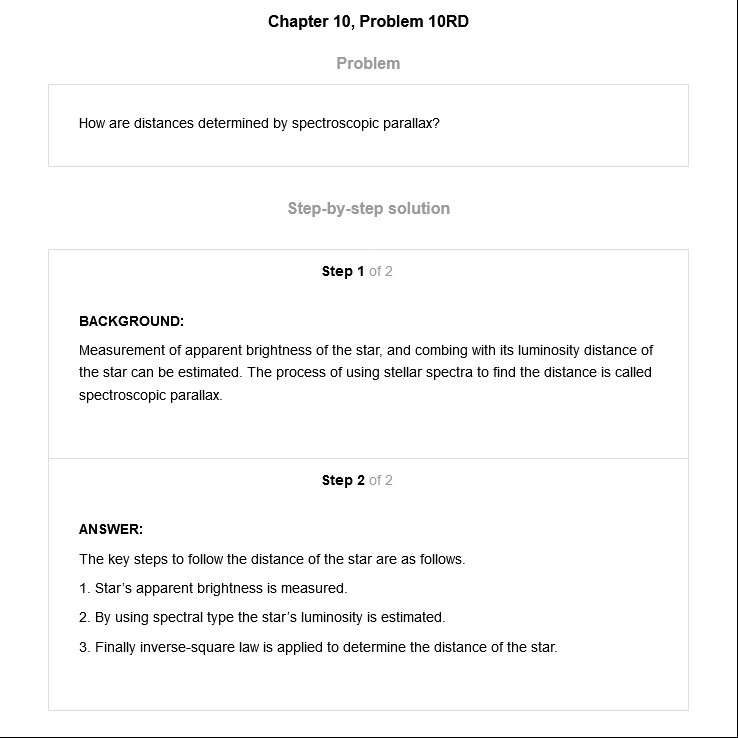 Chapter 10, Problem 10RD
Problem
How are distances determined by spectroscopic parallax?
Step-by-step solution
Step 1 of 2
BACKGROUND:
Measurement of apparent brightness of the star, and combing with its luminosity distance of
the star can be estimated. The process of using stellar spectra to find the distance is called
spectroscopic parallax.
Step 2 of 2
ANSWER:
The key steps to follow the distance of the star are as follows.
1. Star’s apparent brightness is measured.
2. By using spectral type the star’s luminosity is estimated.
3. Finally inverse-square law is applied to determine the distance of the star.